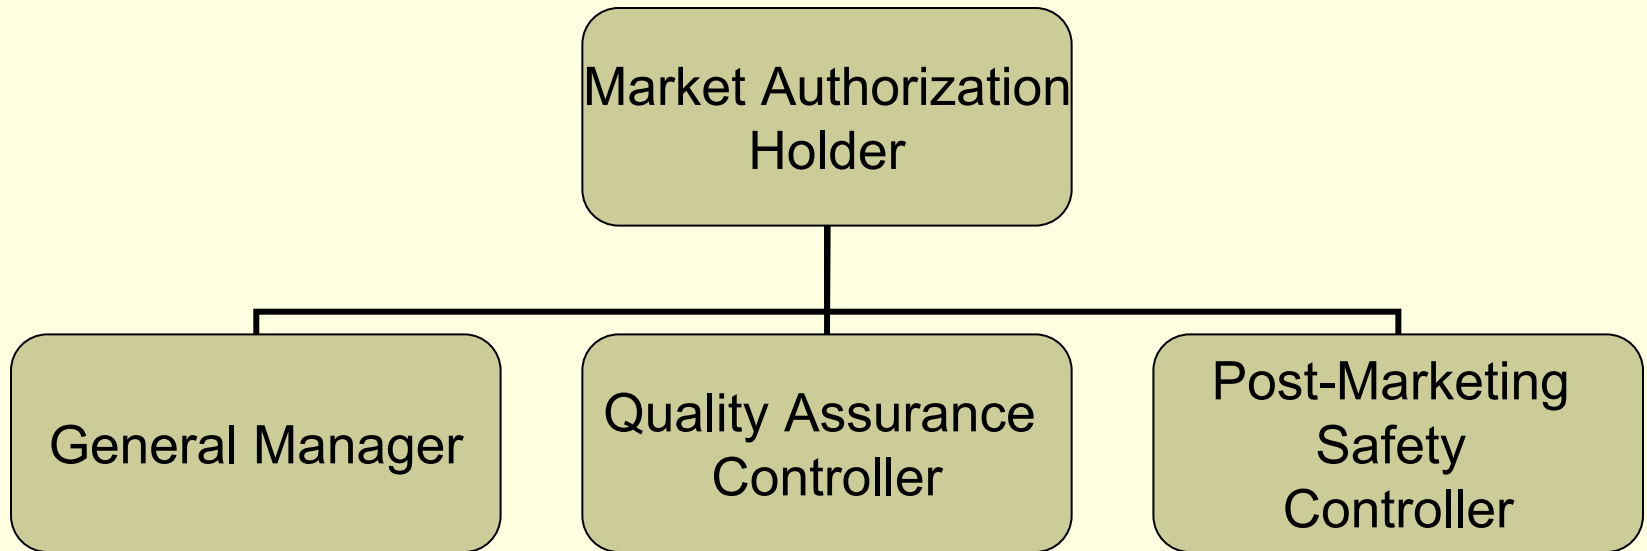 Market Authorization
Holder
General Manager
Quality Assurance
Controller
Post-Marketing
Safety
Controller